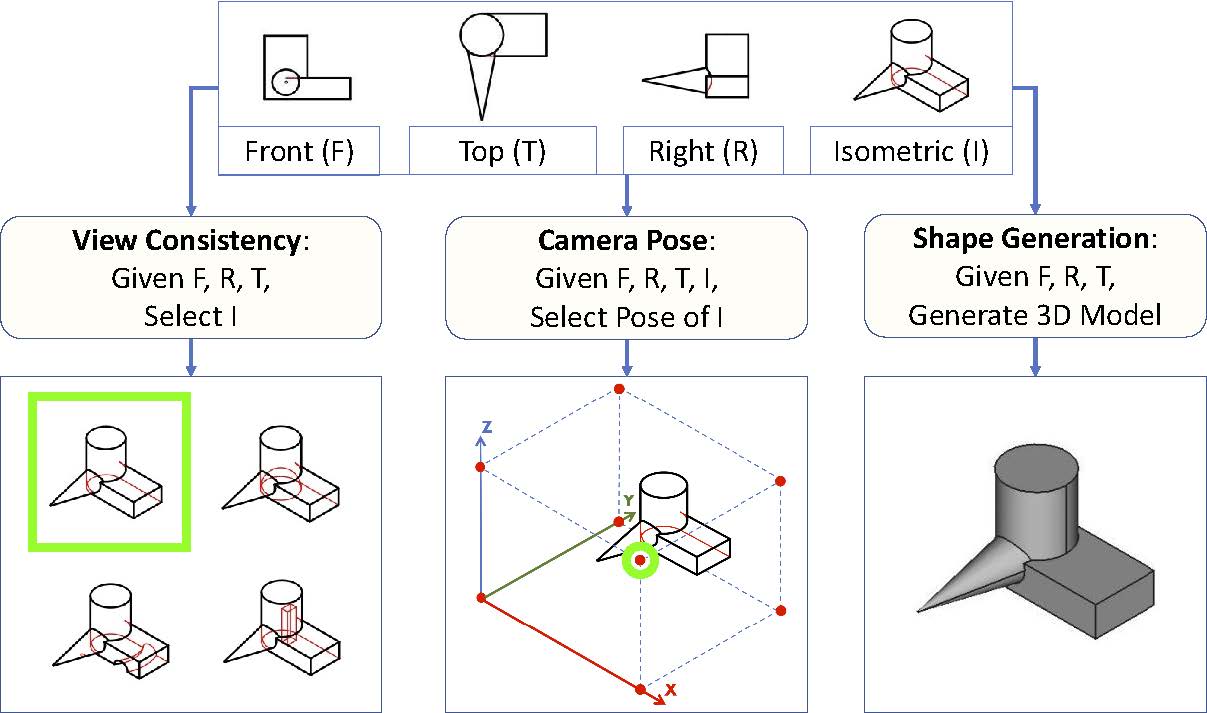 Front (F)
Top (T)
Right (R)
Isometric (I)
View Consistency:
Given F, R, T,
Select I
Camera Pose:
Given F, R, T, I,
Select Pose of I
Shape Generation:
Given F, R, T,
Generate 3D Model
Z
Y
X